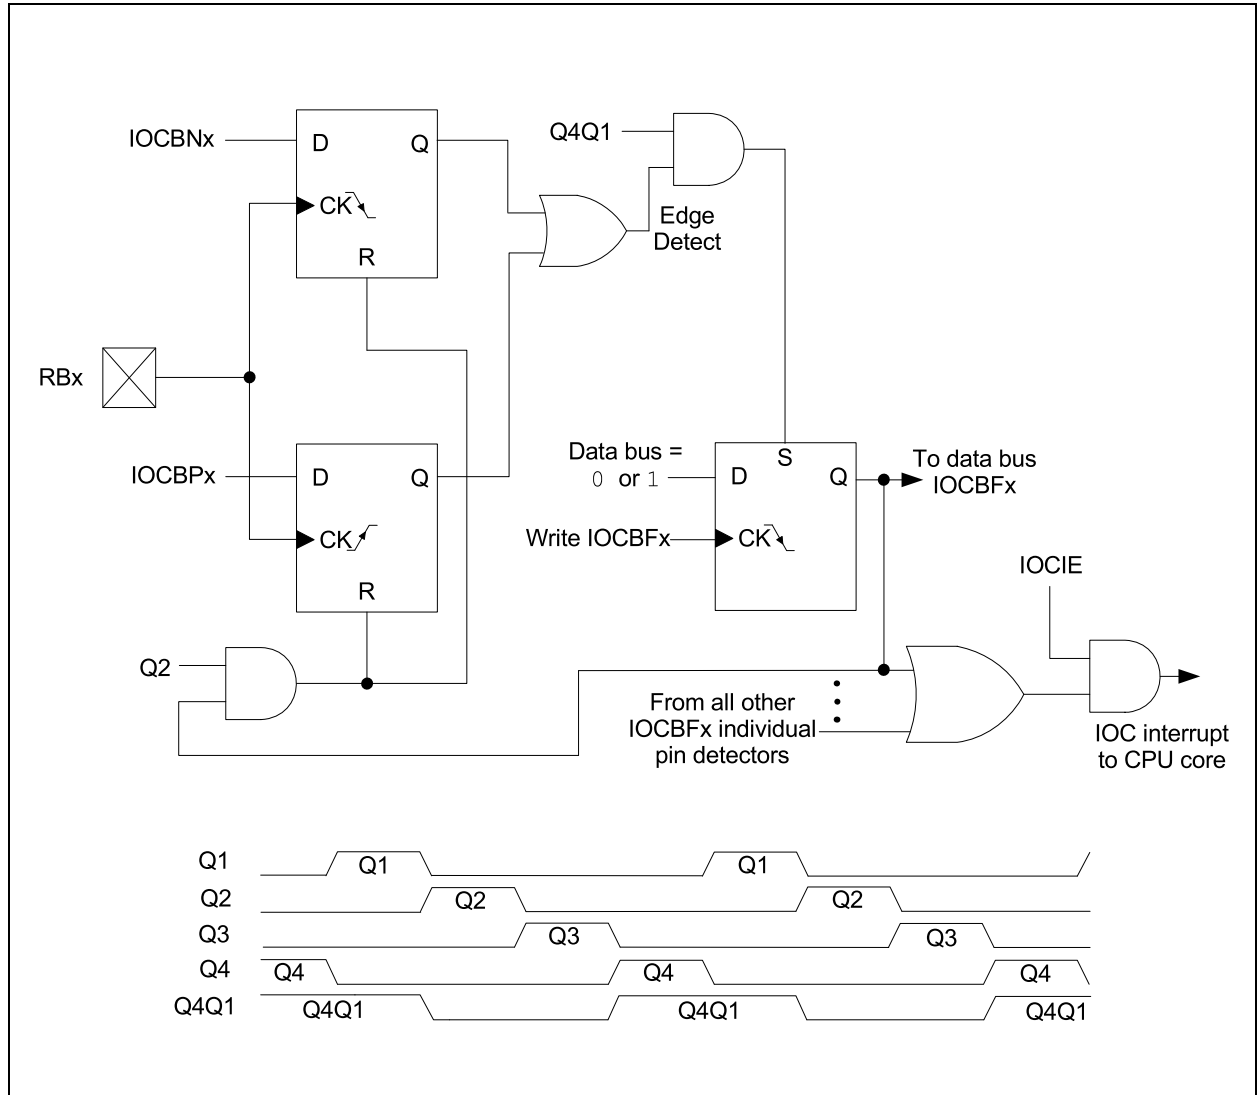 IOCBNx
D
Q
CK
R
Q4Q1
Edge
Detect
RBx
IOCBPx
D
Q
CK
R
Data bus =
0 or 1
S
D
Q
To data bus
IOCBFx
Write IOCBFx
CK
IOCIE
Q2
From all other
IOCBFx individual
pin detectors
IOC interrupt
to CPU core
Q1
Q1
Q1
Q2
Q2
Q2
Q3
Q3
Q3
Q4
Q4
Q4
Q4
Q4Q1
Q4Q1
Q4Q1
Q4Q1